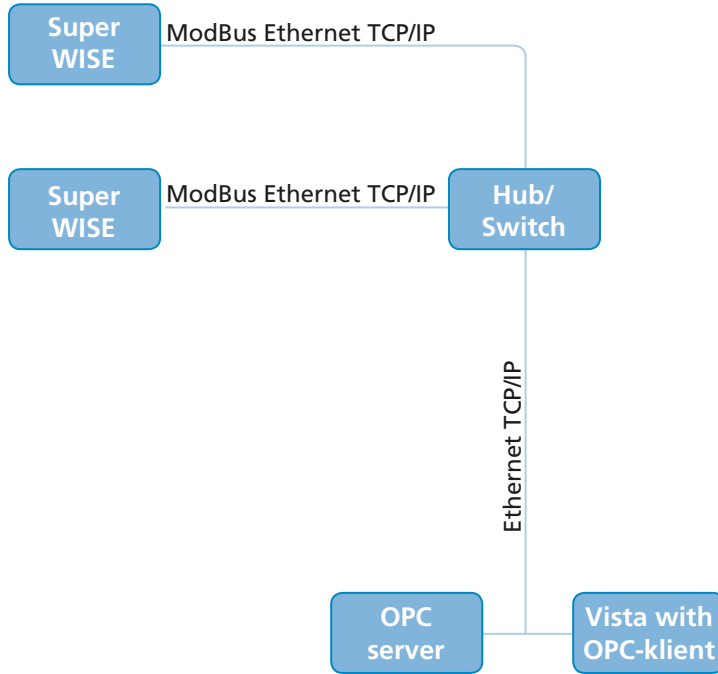 Super
WISE
ModBus Ethernet TCP/IP
Super
WISE
ModBus Ethernet TCP/IP
Hub/
Switch
Ethernet TCP/IP
OPC
server
Vista with
OPC-klient